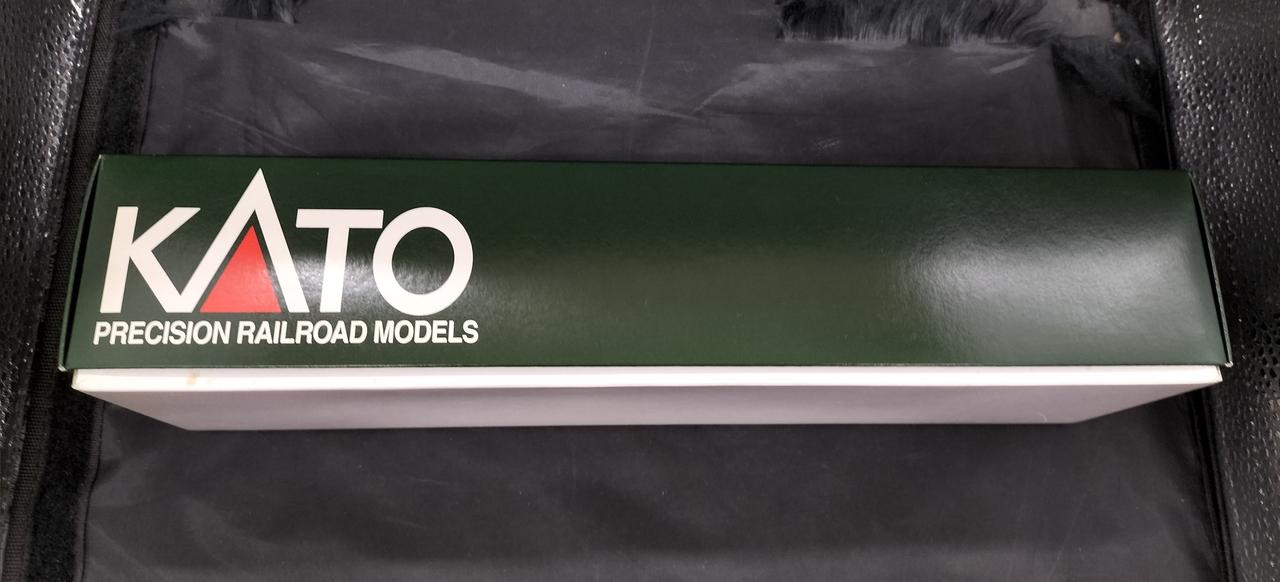 KATO
PRECISION RAILROAD MODELS